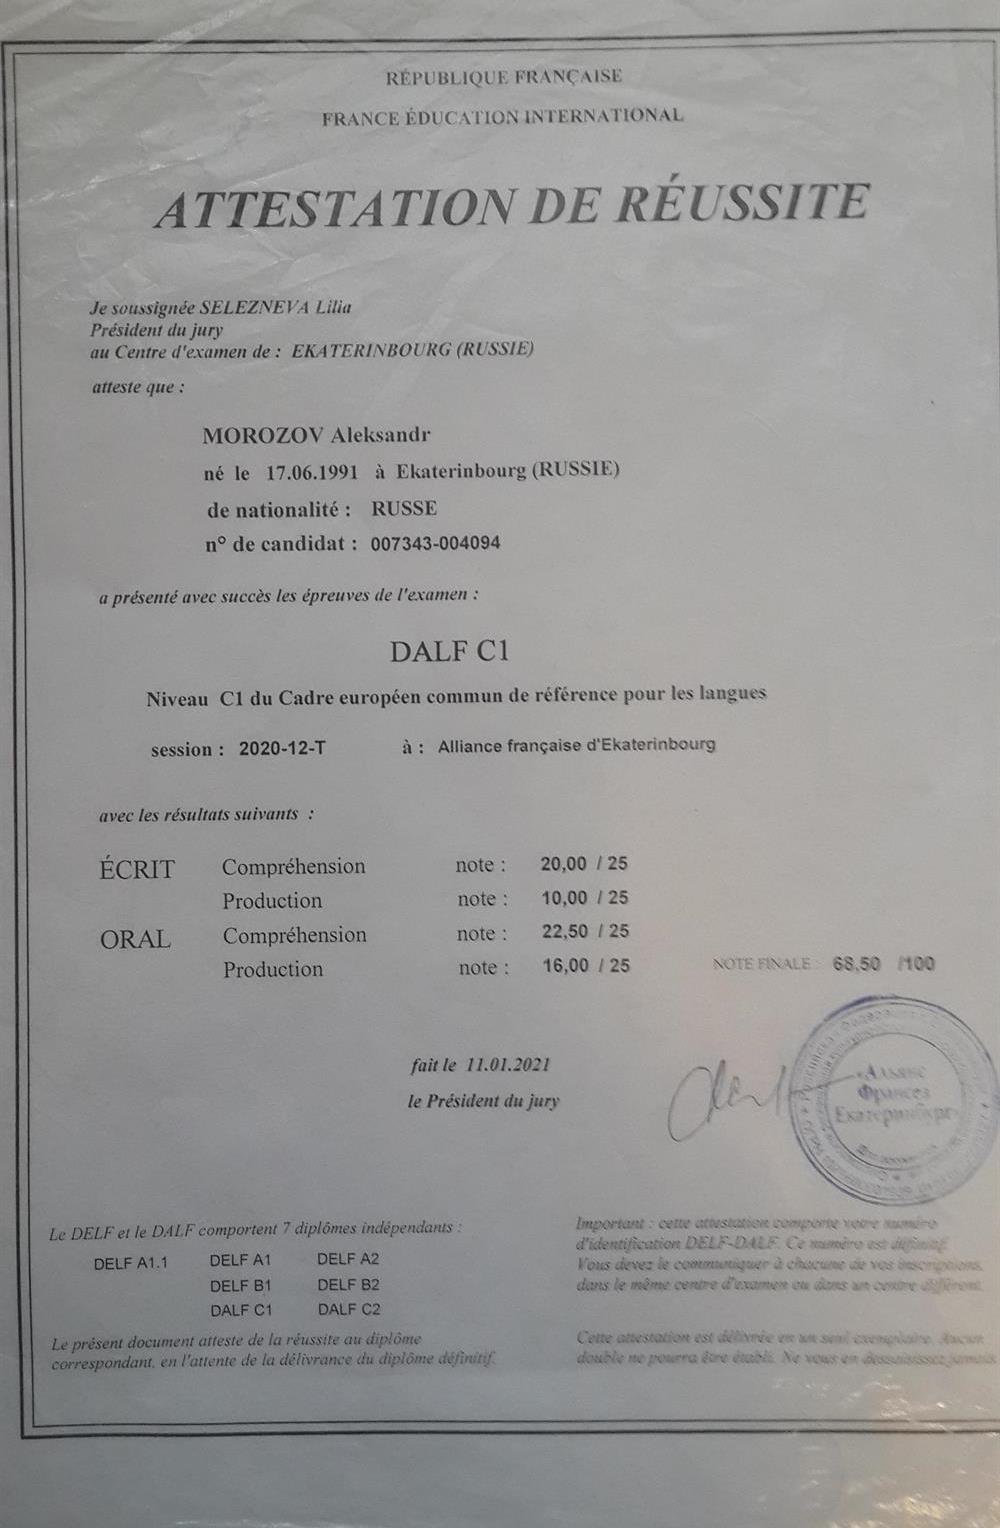 RÉPUBLIQUE FRANÇAISE
FRANCE ÉDUCATION INTERNATIONAL
ATTESTATION DE RÉUSSITE
Je soussignée SELEZNEVA Lilia
Président du jury
au Centre d'examen de : EKATERINBOURG (RUSSIE)
atteste que :
MOROZOV Aleksandr
né le 17.06.1991 à Ekaterinbourg (RUSSIE)
de nationalité : RUSSE
n° de candidat : 007343-004094
a présenté avec succès les épreuves de l'examen :
DALF C1
Niveau C1 du Cadre européen commun de référence pour les langues
session : 2020-12-T à : Alliance française d'Ekaterinbourg
avec les résultats suivants :
ÉCRIT Compréhension note : 20,00 / 25
Production note : 10,00 / 25
ORAL Compréhension note : 22,50 / 25
Production note : 16,00 / 25 NOTE FINALE : 68,50 /100
fait le 11.01.2021
le Président du jury
«Альянс
Франсез
Екатеринбург»
Le DELF et le DALF comportent 7 diplômes indépendants :
DELF A1.1 DELF A1 DELF A2
DELF B1 DELF B2
DALF C1 DALF C2
Le présent document atteste de la réussite au diplôme
correspondant, en l'attente de la délivrance du diplôme définitif.
Important : cette attestation comporte votre numéro
d'identification DELF-DALF. Ce numéro est définitif.
Vous devez le communiquer à chacune de vos inscriptions,
dans le même centre d'examen ou dans un centre différent.
Cette attestation est délivrée en un seul exemplaire. Aucun
double ne pourra être établi. Ne vous en dessaisissez jamais.